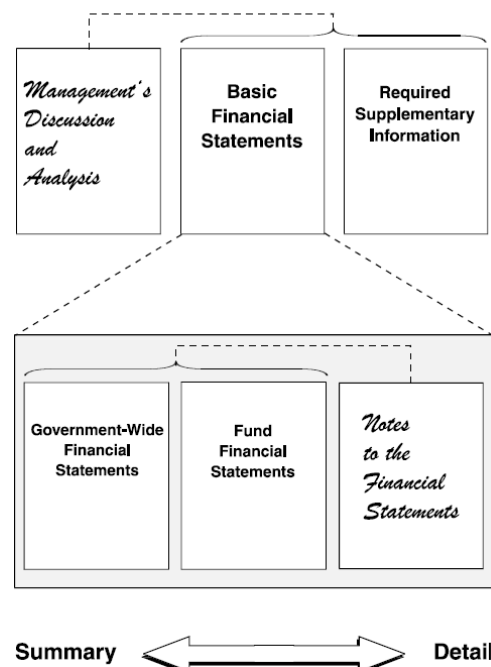 Management's
Discussion
and
Analysis
Basic
Financial
Statements
Required
Supplementary
Information
Government-Wide
Financial
Statements
Fund
Financial
Statements
Notes
to the
Financial
Statements
Summary
Detail